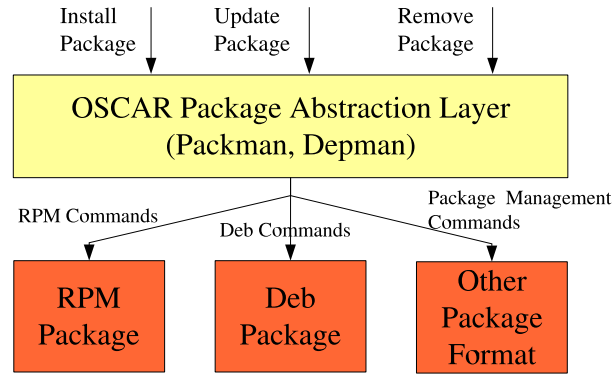 Install
Package
Update
Package
Remove
Package
OSCAR Package Abstraction Layer
(Packman, Depman)
RPM Commands
Deb Commands
Package Management
Commands
RPM
Package
Deb
Package
Other
Package
Format